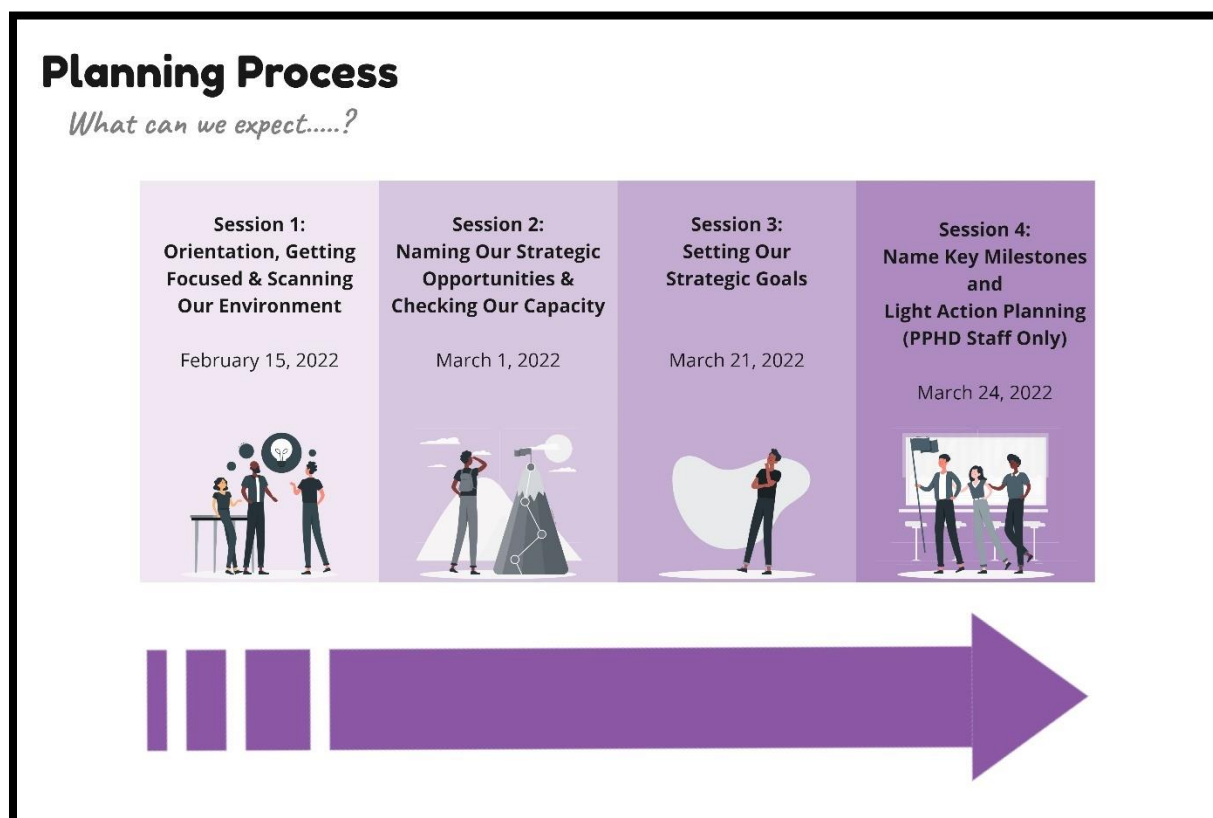 Planning Process
What can we expect.....?
Session 1:
Orientation, Getting
Focused & Scanning
Our Environment
February 15, 2022
Session 2:
Naming Our Strategic
Opportunities &
Checking Our Capacity
March 1, 2022
Session 3:
Setting Our
Strategic Goals
March 21, 2022
Session 4:
Name Key Milestones
and
Light Action Planning
(PPHD Staff Only)
March 24, 2022